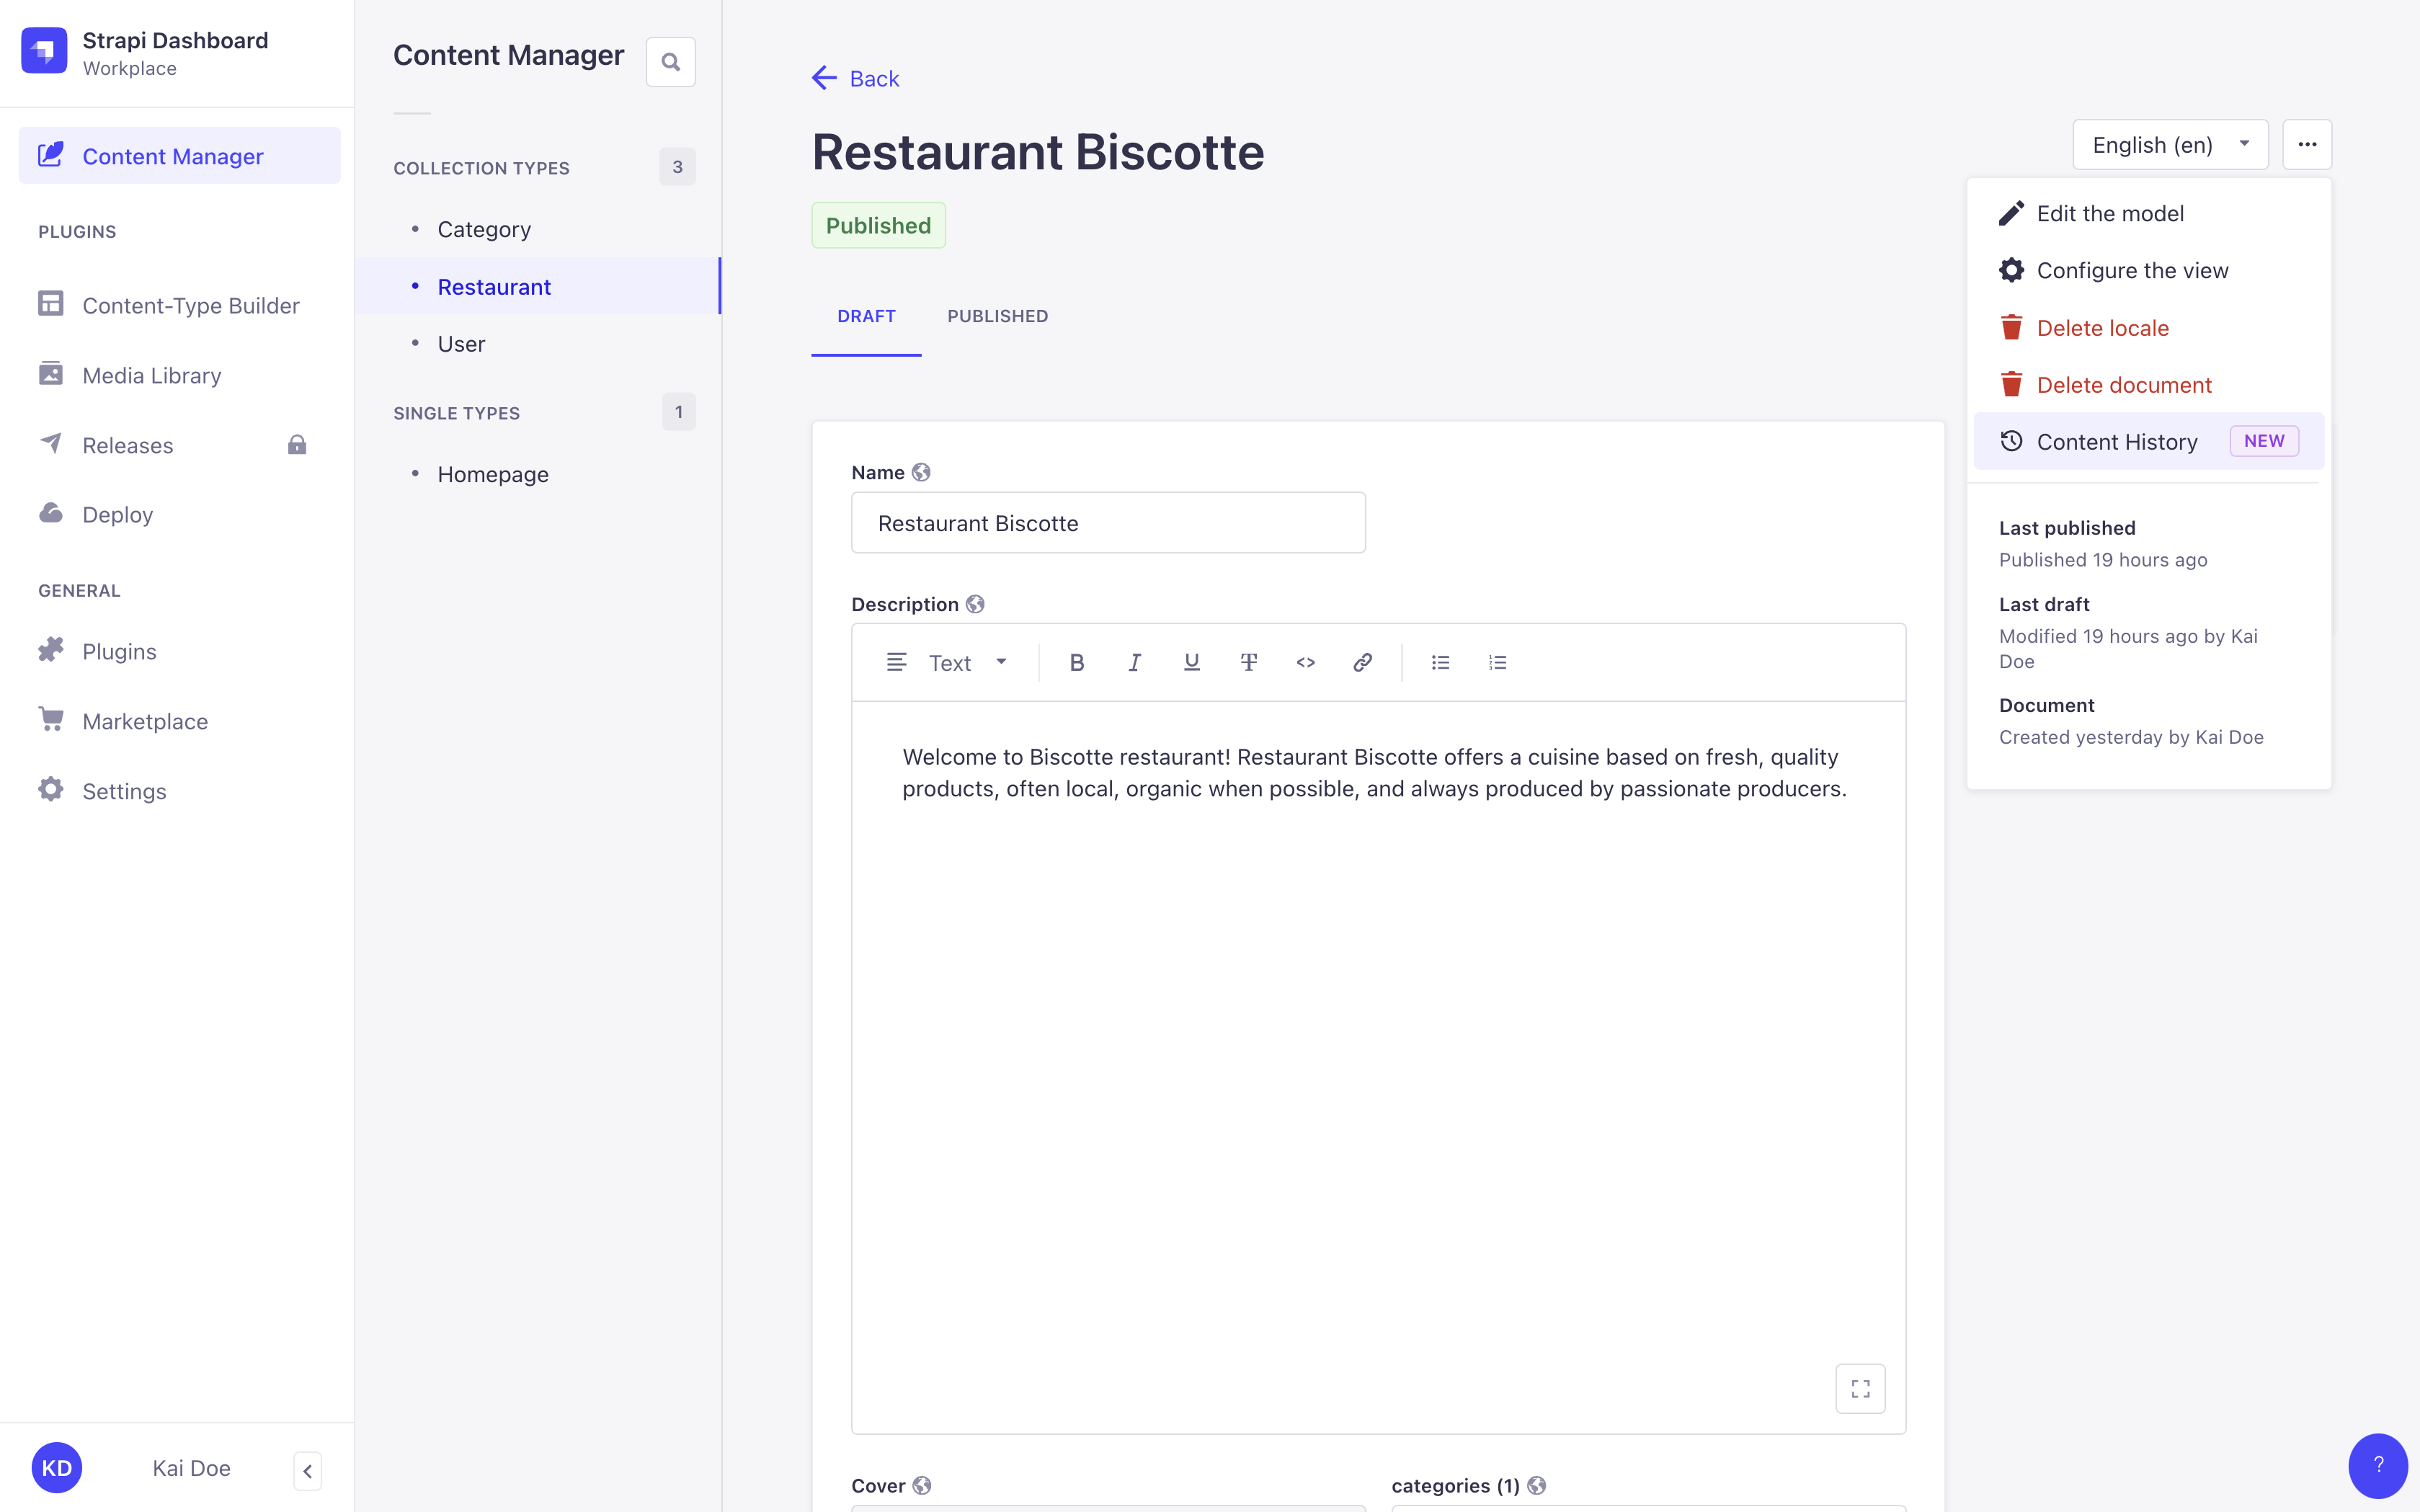 Strapi Dashboard
Workplace
Content Manager
PLUGINS
Content-Type Builder
Media Library
Releases
Deploy
GENERAL
Plugins
Marketplace
Settings
KD
Kai Doe
Content Manager
COLLECTION TYPES
3
Category
Restaurant
User
SINGLE TYPES
1
Homepage
Back
Restaurant Biscotte
Published
DRAFT
PUBLISHED
English (en)
Edit the model
Configure the view
Delete locale
Delete document
Content History
NEW
Last published
Published 19 hours ago
Last draft
Modified 19 hours ago by Kai
Doe
Document
Created yesterday by Kai Doe
Name
Restaurant Biscotte
Description
Text
Welcome to Biscotte restaurant! Restaurant Biscotte offers a cuisine based on fresh, quality
products, often local, organic when possible, and always produced by passionate producers.
Cover
categories (1)
?